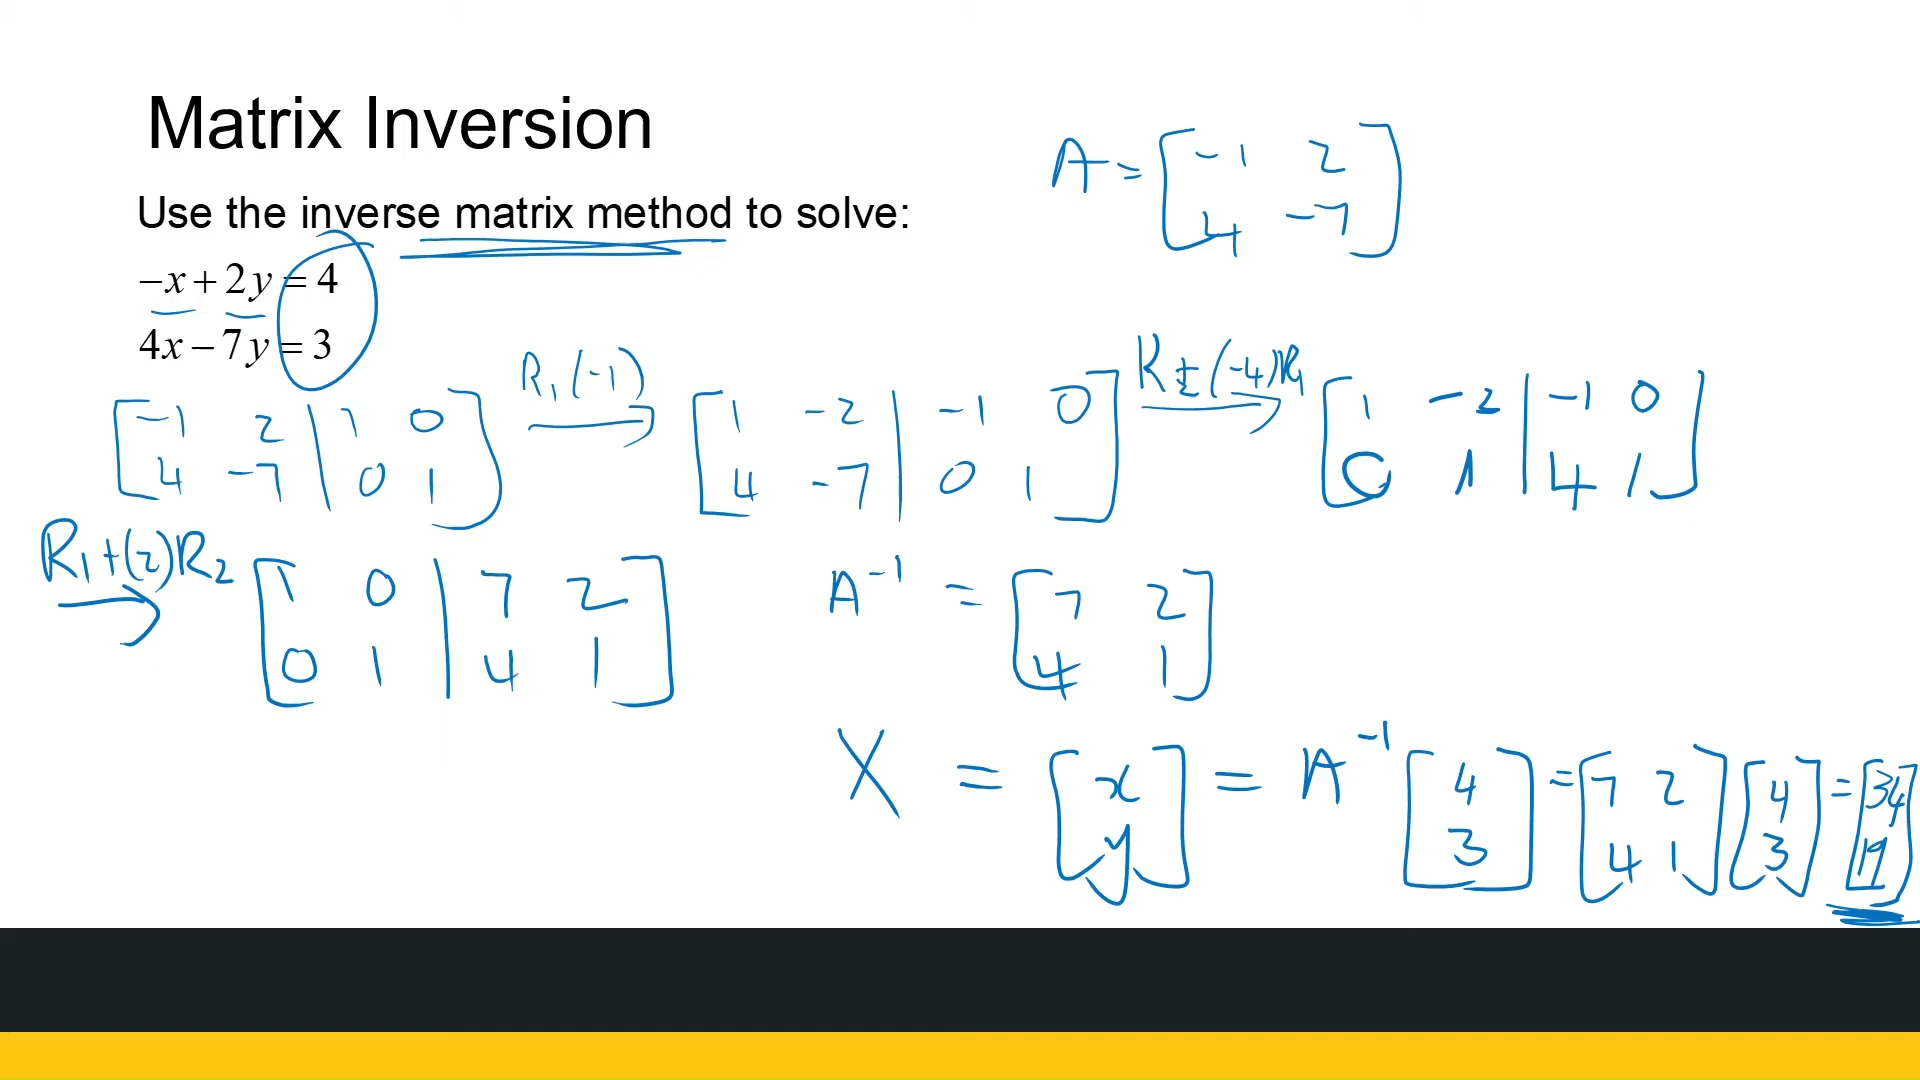 Matrix Inversion
A = [ -1 2 ; 4 -7 ]
Use the inverse matrix method to solve:
−x + 2y = 4
4x − 7y = 3
[ -1 2 | 1 0 ; 4 -7 | 0 1 ] R₁(-1) → [ 1 -2 | -1 0 ; 4 -7 | 0 1 ] R₂+(-4)R₁ → [ 1 -2 | -1 0 ; 0 1 | 4 1 ]
R₁+(2)R₂ → [ 1 0 | 7 2 ; 0 1 | 4 1 ] A⁻¹ = [ 7 2 ; 4 1 ]
X = [ x ; y ] = A⁻¹ [ 4 ; 3 ] = [ 7 2 ; 4 1 ] [ 4 ; 3 ] = [ 34 ; 19 ]